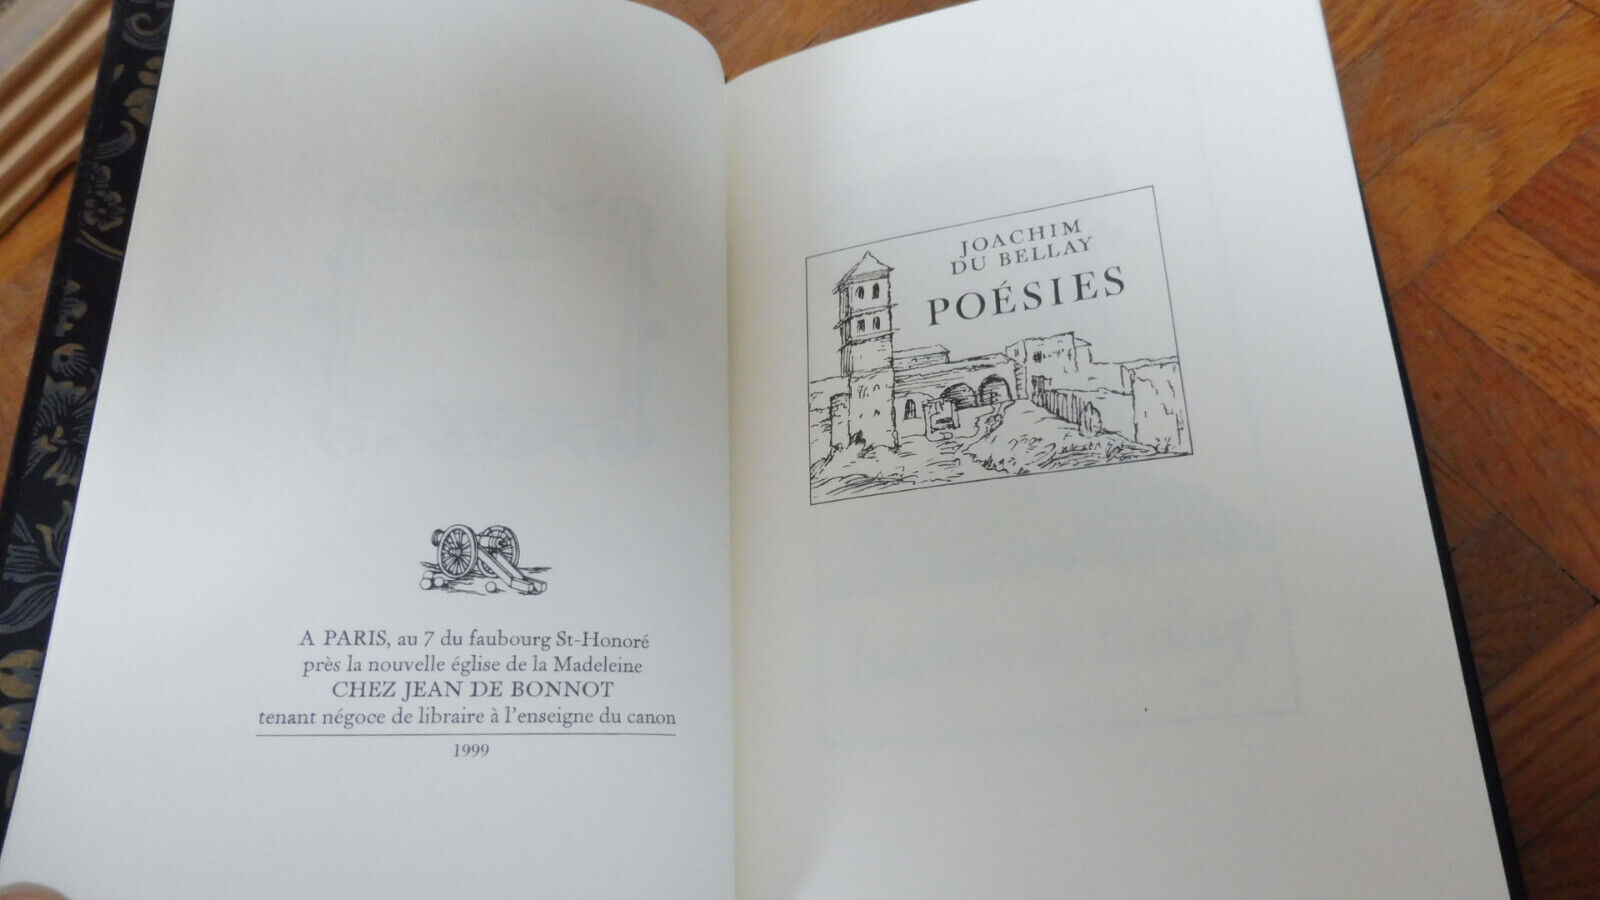 A PARIS, au 7 du faubourg St-Honoré
près la nouvelle église de la Madeleine
CHEZ JEAN DE BONNOT
tenant négoce de libraire à l'enseigne du canon
1999
JOACHIM
DU BELLAY
POÉSIES